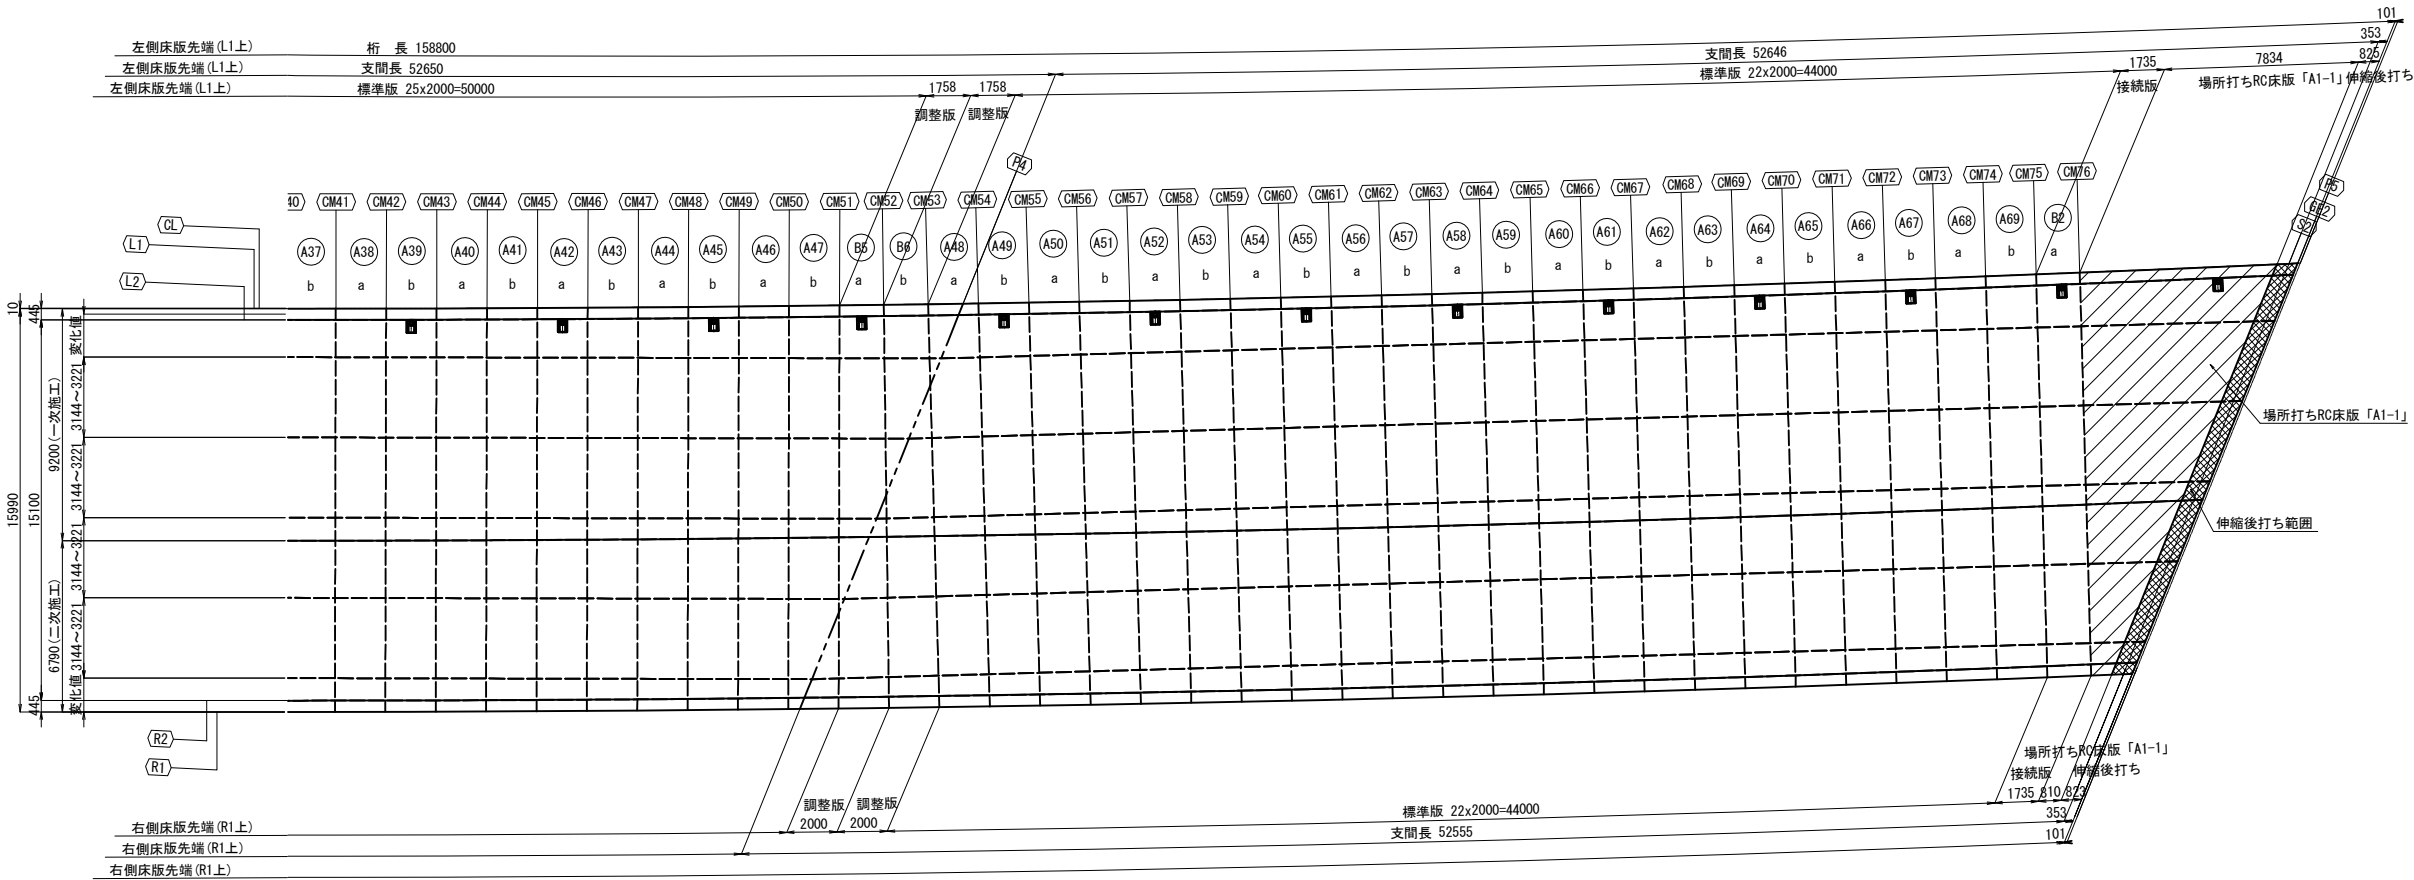 101
左側床版先端(L1上)
桁 長 158800
353
左側床版先端(L1上)
支間長 52650
支間長 52646
825
左側床版先端(L1上)
標準版 25x2000=50000
1758
1758
標準版 22x2000=44000
1735
7834
調整版
調整版
接続版
場所打ちRC床版「A1-1」
伸縮後打ち
P4
P5
GE2
S2
CL
L1
L2
40
CM41
CM42
CM43
CM44
CM45
CM46
CM47
CM48
CM49
CM50
CM51
CM52
CM53
CM54
CM55
CM56
CM57
CM58
CM59
CM60
CM61
CM62
CM63
CM64
CM65
CM66
CM67
CM68
CM69
CM70
CM71
CM72
CM73
CM74
CM75
CM76
A37
A38
A39
A40
A41
A42
A43
A44
A45
A46
A47
B5
B6
A48
A49
A50
A51
A52
A53
A54
A55
A56
A57
A58
A59
A60
A61
A62
A63
A64
A65
A66
A67
A68
A69
B2
b
a
b
a
b
a
b
a
b
a
b
a
b
a
b
a
b
a
b
a
b
a
b
a
b
a
b
a
b
a
b
a
b
a
b
a
10
445
変化値
3144～3221
9200(一次施工)
3144～3221
15990
15100
3144～3221
6790(二次施工)
3144～3221
変化値
445
場所打ちRC床版「A1-1」
伸縮後打ち範囲
R2
R1
場所打ちRC床版「A1-1」
接続版
伸縮後打ち
調整版
調整版
2000
2000
標準版 22x2000=44000
1735
810
823
右側床版先端(R1上)
支間長 52555
353
右側床版先端(R1上)
101
右側床版先端(R1上)